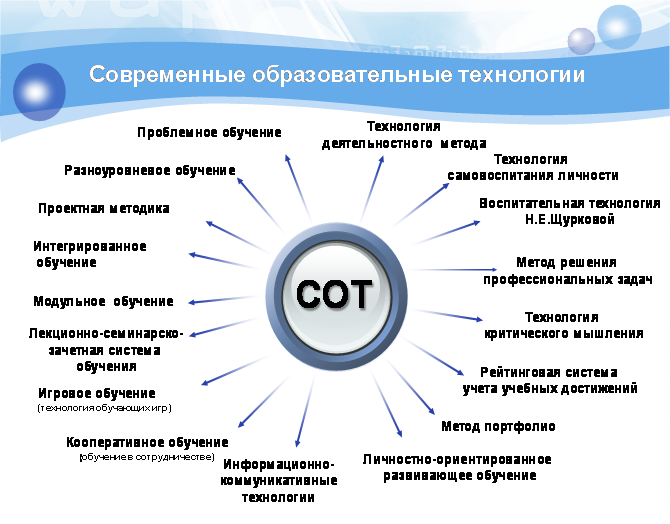 Современные образовательные технологии
Проблемное обучение
Разноуровневое обучение
Проектная методика
Интегрированное
обучение
Модульное обучение
Лекционно-семинарско-
зачетная система
обучения
Игровое обучение
(технология обучающих игр)
Кооперативное обучение
(обучение в сотрудничестве)
Информационно-
коммуникативные
технологии
СОТ
Технология
деятельностного метода
Технология
самовоспитания личности
Воспитательная технология
Н.Е.Щурковой
Метод решения
профессиональных задач
Технология
критического мышления
Рейтинговая система
учета учебных достижений
Метод портфолио
Личностно-ориентированное
развивающее обучение